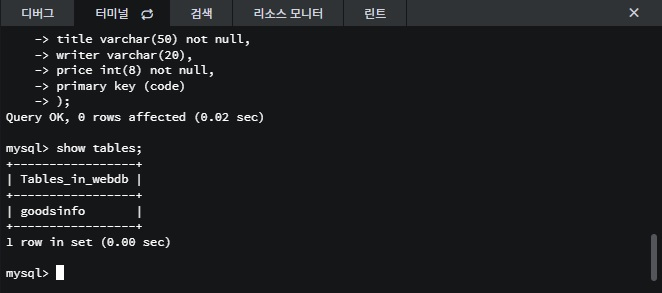 디버그 터미널 검색 리소스 모니터 린트
    -> title varchar(50) not null,
    -> writer varchar(20),
    -> price int(8) not null,
    -> primary key (code)
    -> );
Query OK, 0 rows affected (0.02 sec)
mysql> show tables;
+-----------------+
| Tables_in_webdb |
+-----------------+
| goodsinfo       |
+-----------------+
1 row in set (0.00 sec)
mysql>